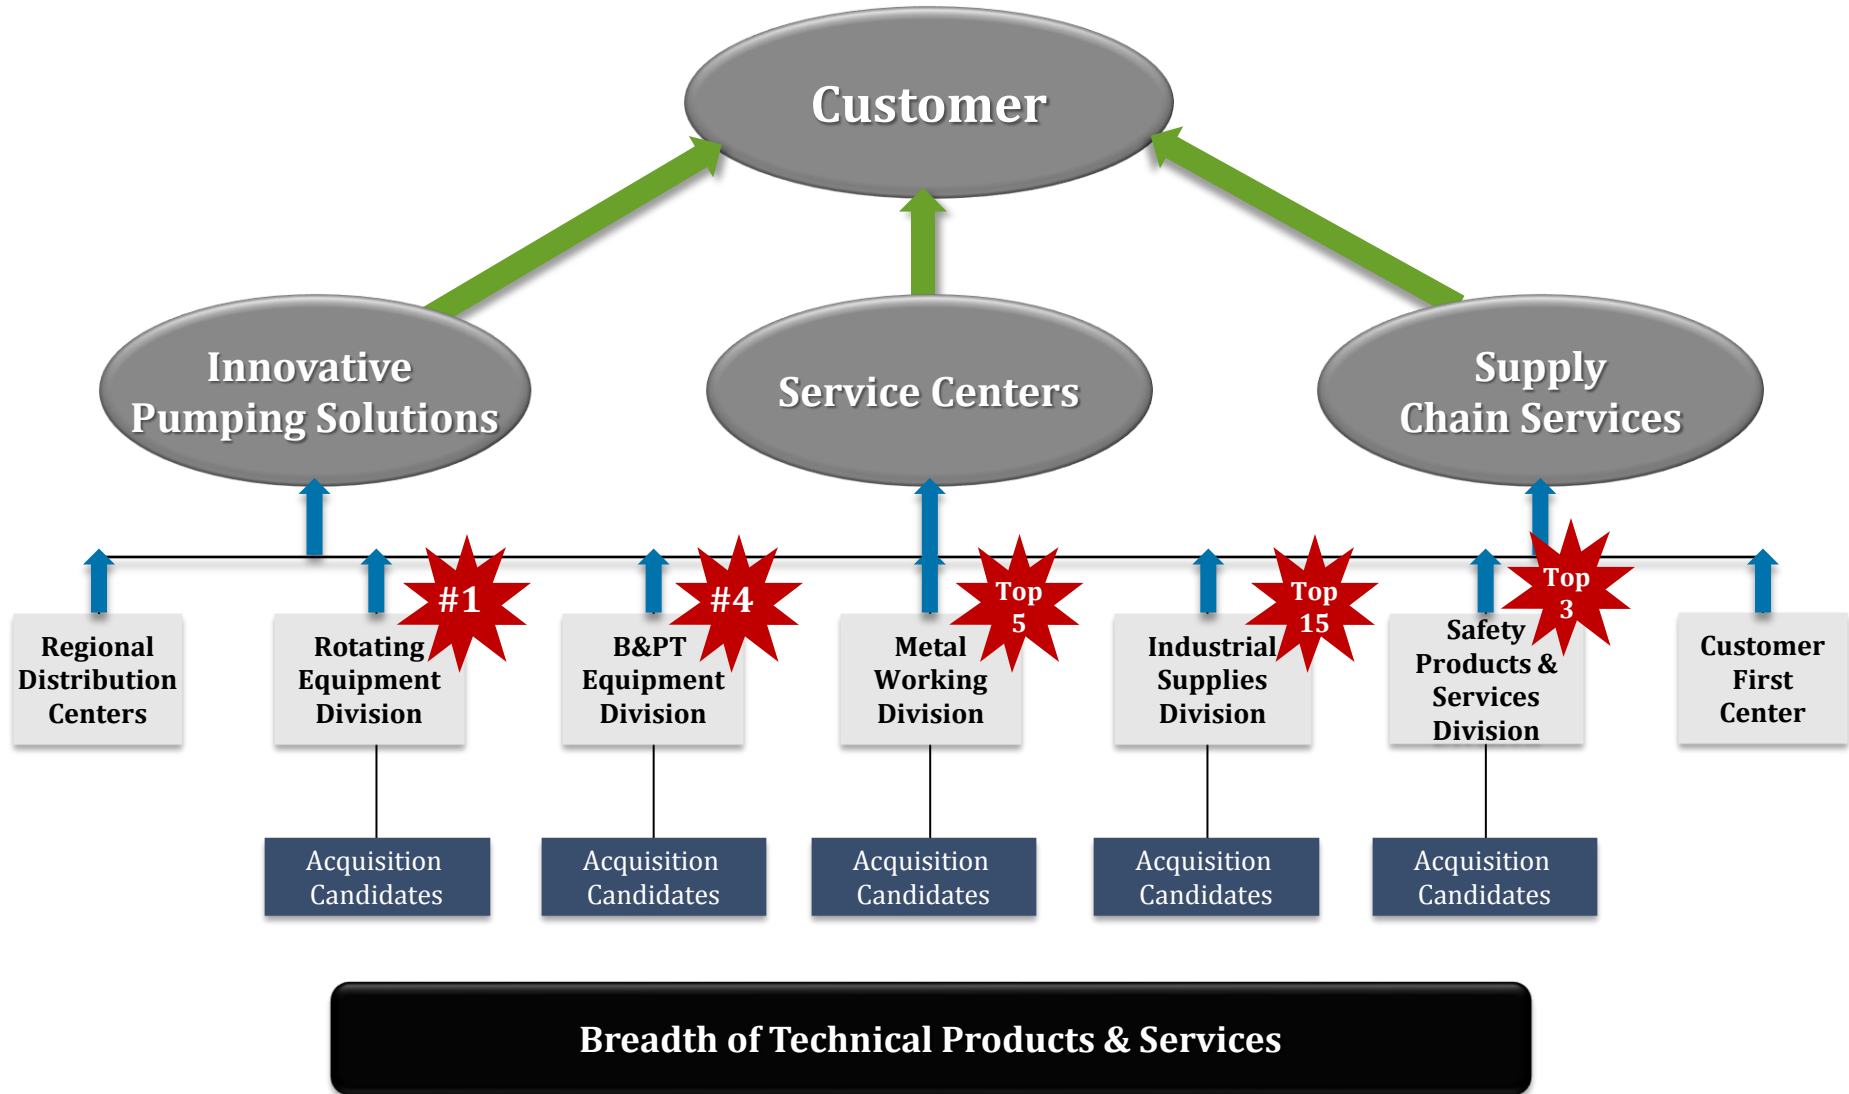 Customer
Innovative
Pumping Solutions
Service Centers
Supply
Chain Services
Regional
Distribution
Centers
Rotating
Equipment
Division
#1
B&PT
Equipment
Division
#4
Metal
Working
Division
Top
5
Industrial
Supplies
Division
Top
15
Safety
Products &
Services
Division
Top
3
Customer
First
Center
Acquisition
Candidates
Acquisition
Candidates
Acquisition
Candidates
Acquisition
Candidates
Acquisition
Candidates
Breadth of Technical Products & Services